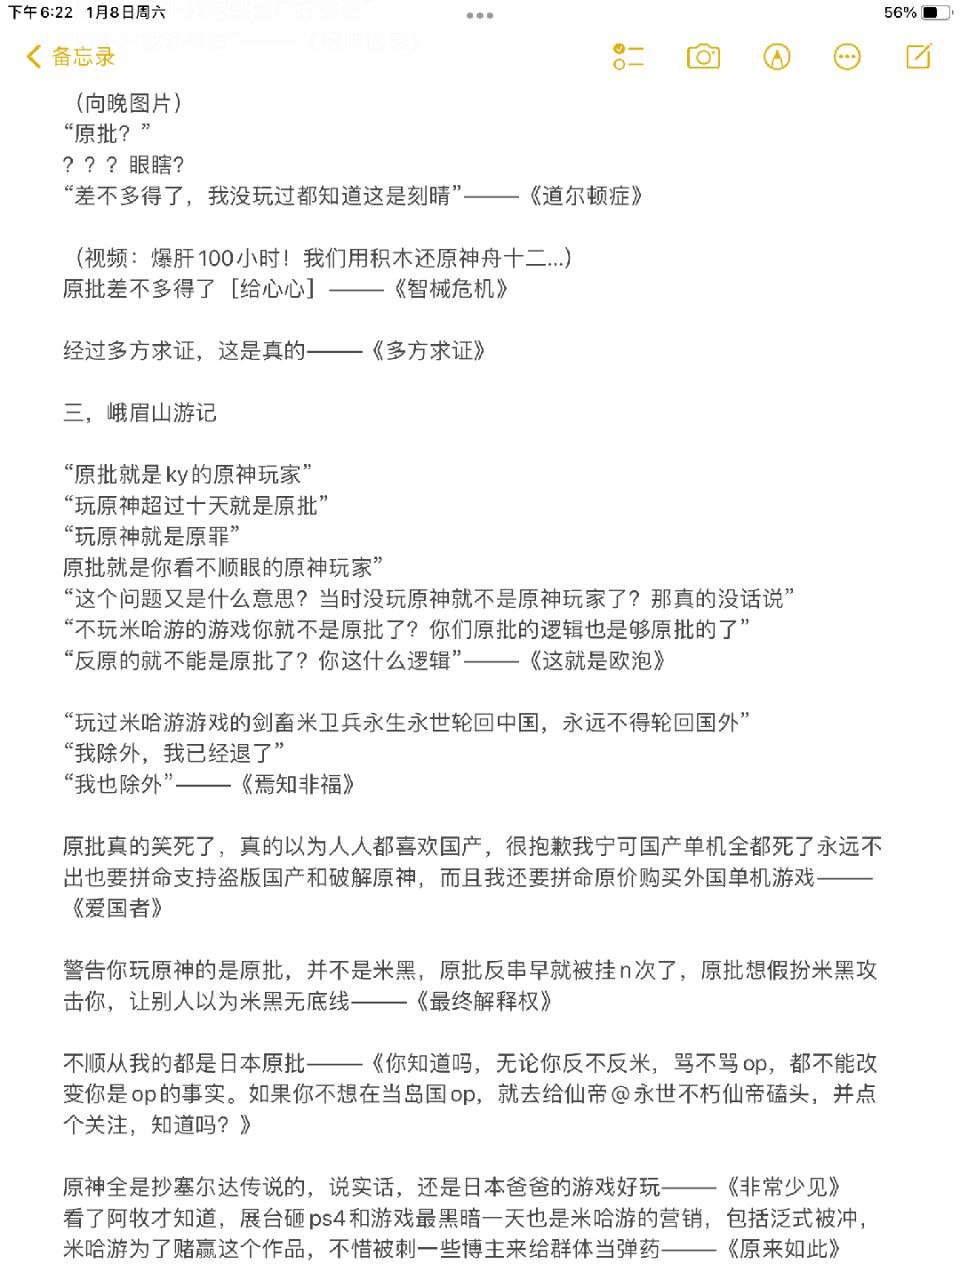 下午6:22 1月8日周六
56%
备忘录
（向晚图片）
“原批？”
？？？眼瞎？
“差不多得了，我没玩过都知道这是刻晴”———《道尔顿症》
（视频：爆肝100小时！我们用积木还原神舟十二...）
原批差不多得了［给心心］———《智械危机》
经过多方求证，这是真的———《多方求证》
三，峨眉山游记
“原批就是ky的原神玩家”
“玩原神超过十天就是原批”
“玩原神就是原罪”
原批就是你看不顺眼的原神玩家”
“这个问题又是什么意思？当时没玩原神就不是原神玩家了？那真的没话说”
“不玩米哈游的游戏你就不是原批了？你们原批的逻辑也是够原批的了”
“反原的就不能是原批了？你这什么逻辑”———《这就是欧泡》
“玩过米哈游游戏的剑畜米卫兵永生永世轮回中国，永远不得轮回国外”
“我除外，我已经退了”
“我也除外”———《焉知非福》
原批真的笑死了，真的以为人人都喜欢国产，很抱歉我宁可国产单机全都死了永远不
出也要拼命支持盗版国产和破解原神，而且我还要拼命原价购买外国单机游戏———
《爱国者》
警告你玩原神的是原批，并不是米黑，原批反串早就被挂n次了，原批想假扮米黑攻
击你，让别人以为米黑无底线———《最终解释权》
不顺从我的都是日本原批———《你知道吗，无论你反不反米，骂不骂op，都不能改
变你是op的事实。如果你不想在当岛国op，就去给仙帝@永世不朽仙帝磕头，并点
个关注，知道吗？》
原神全是抄塞尔达传说的，说实话，还是日本爸爸的游戏好玩———《非常少见》
看了阿牧才知道，展台砸ps4和游戏最黑暗一天也是米哈游的营销，包括泛式被冲，
米哈游为了赌赢这个作品，不惜被刺一些博主来给群体当弹药———《原来如此》